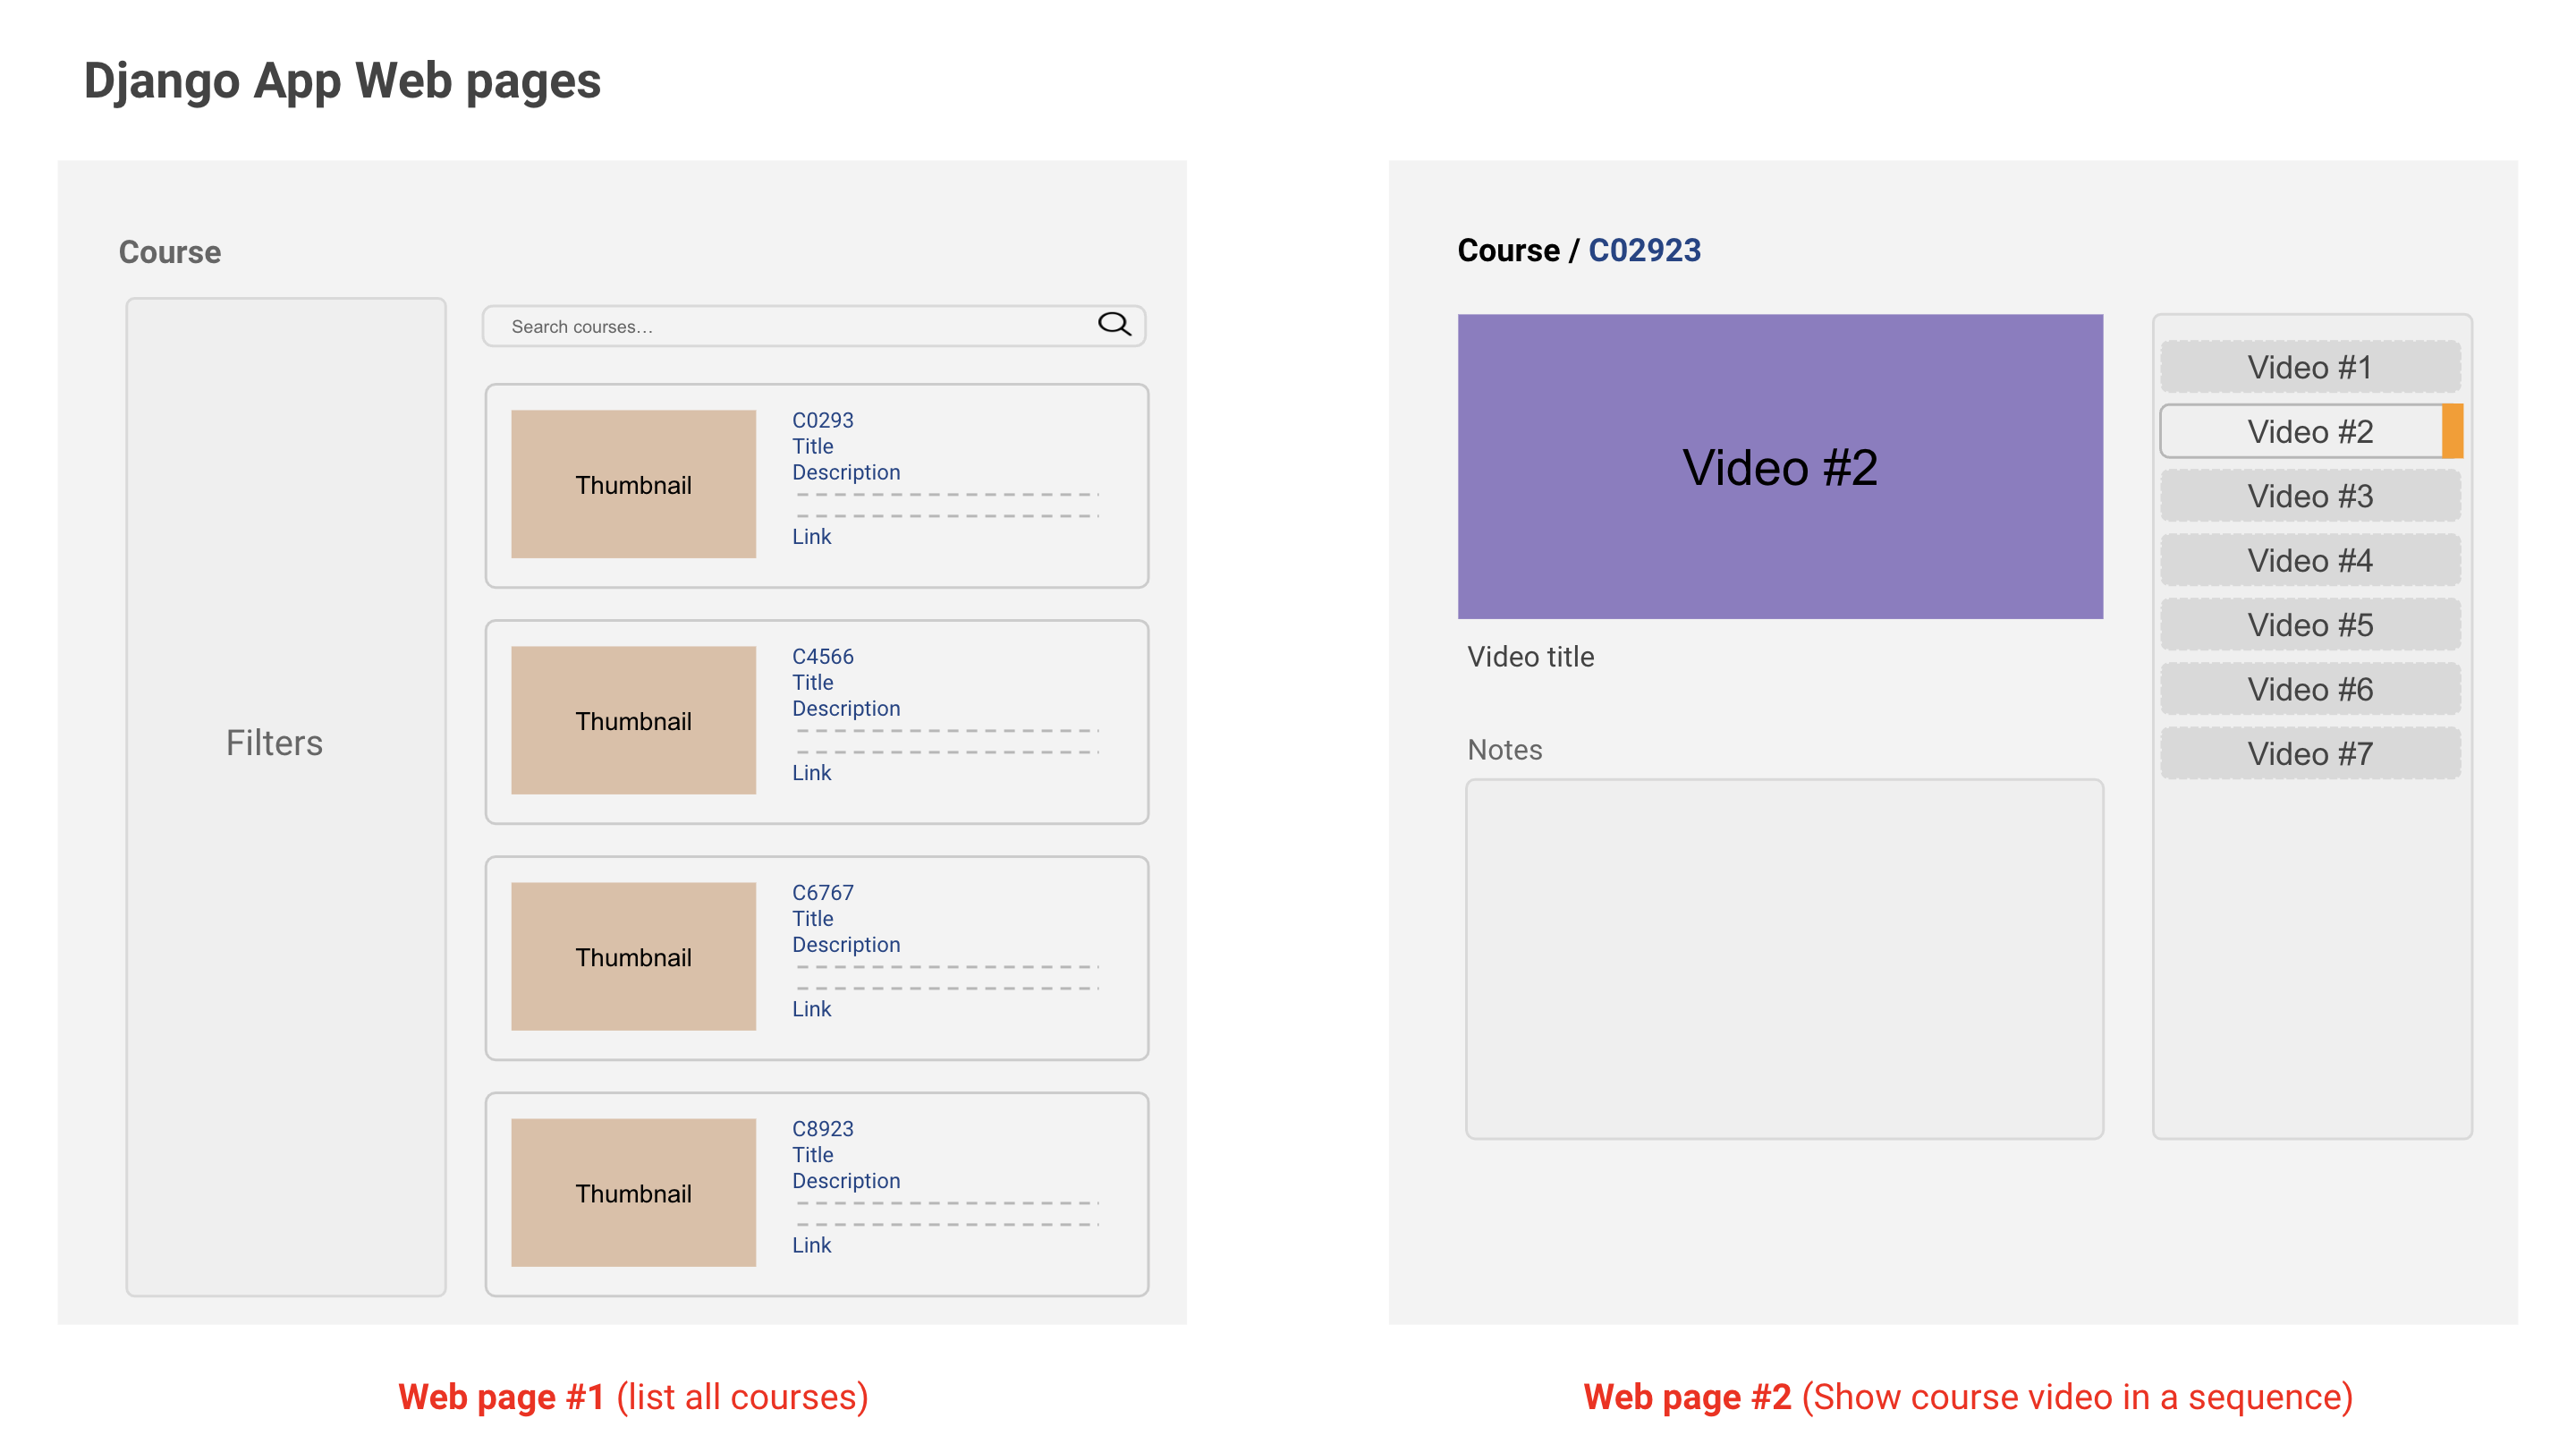 Django App Web pages
Course
Filters
Search courses...
Thumbnail
C0293
Title
Description
Link
Thumbnail
C4566
Title
Description
Link
Thumbnail
C6767
Title
Description
Link
Thumbnail
C8923
Title
Description
Link
Web page #1 (list all courses)
Course / C02923
Video #2
Video title
Notes
Video #1
Video #2
Video #3
Video #4
Video #5
Video #6
Video #7
Web page #2 (Show course video in a sequence)